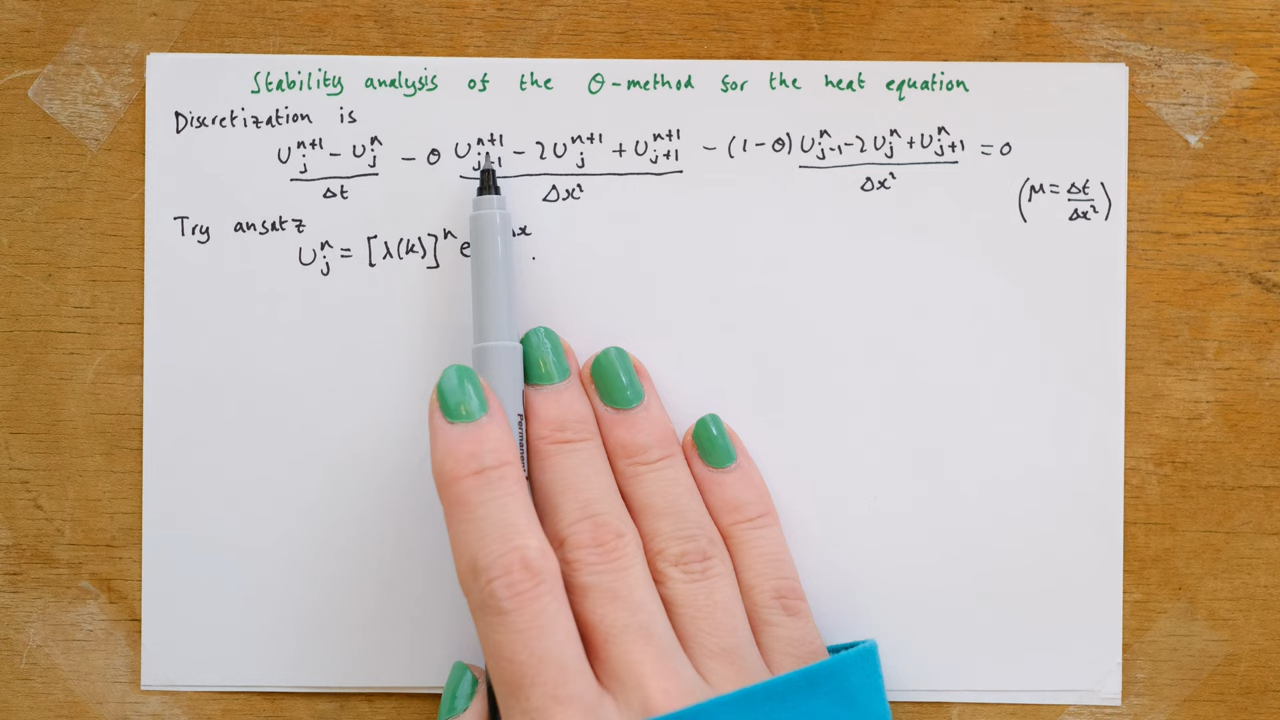 Stability analysis of the θ-method for the heat equation
Discretization is
(U_j^{n+1} - U_j^n)/Δt - θ (U_{j-1}^{n+1} - 2U_j^{n+1} + U_{j+1}^{n+1})/Δx² - (1-θ) (U_{j-1}^n - 2U_j^n + U_{j+1}^n)/Δx² = 0
(μ = Δt/Δx²)
Try ansatz
U_j^n = [λ(k)]^n e
Permanen